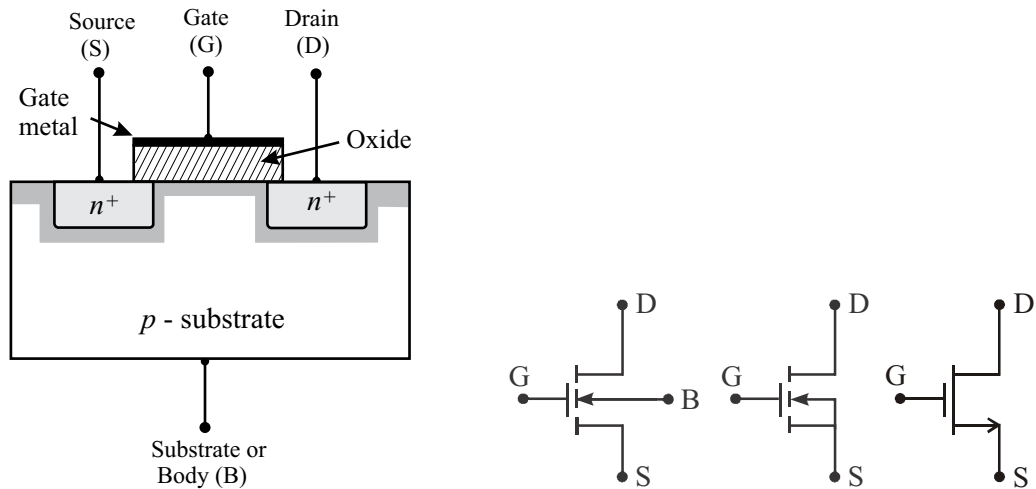 Source
(S)
Gate
(G)
Drain
(D)
Gate
metal
Oxide
n+
n+
p - substrate
Substrate or
Body (B)
D
G
B
S
D
G
S
D
G
S